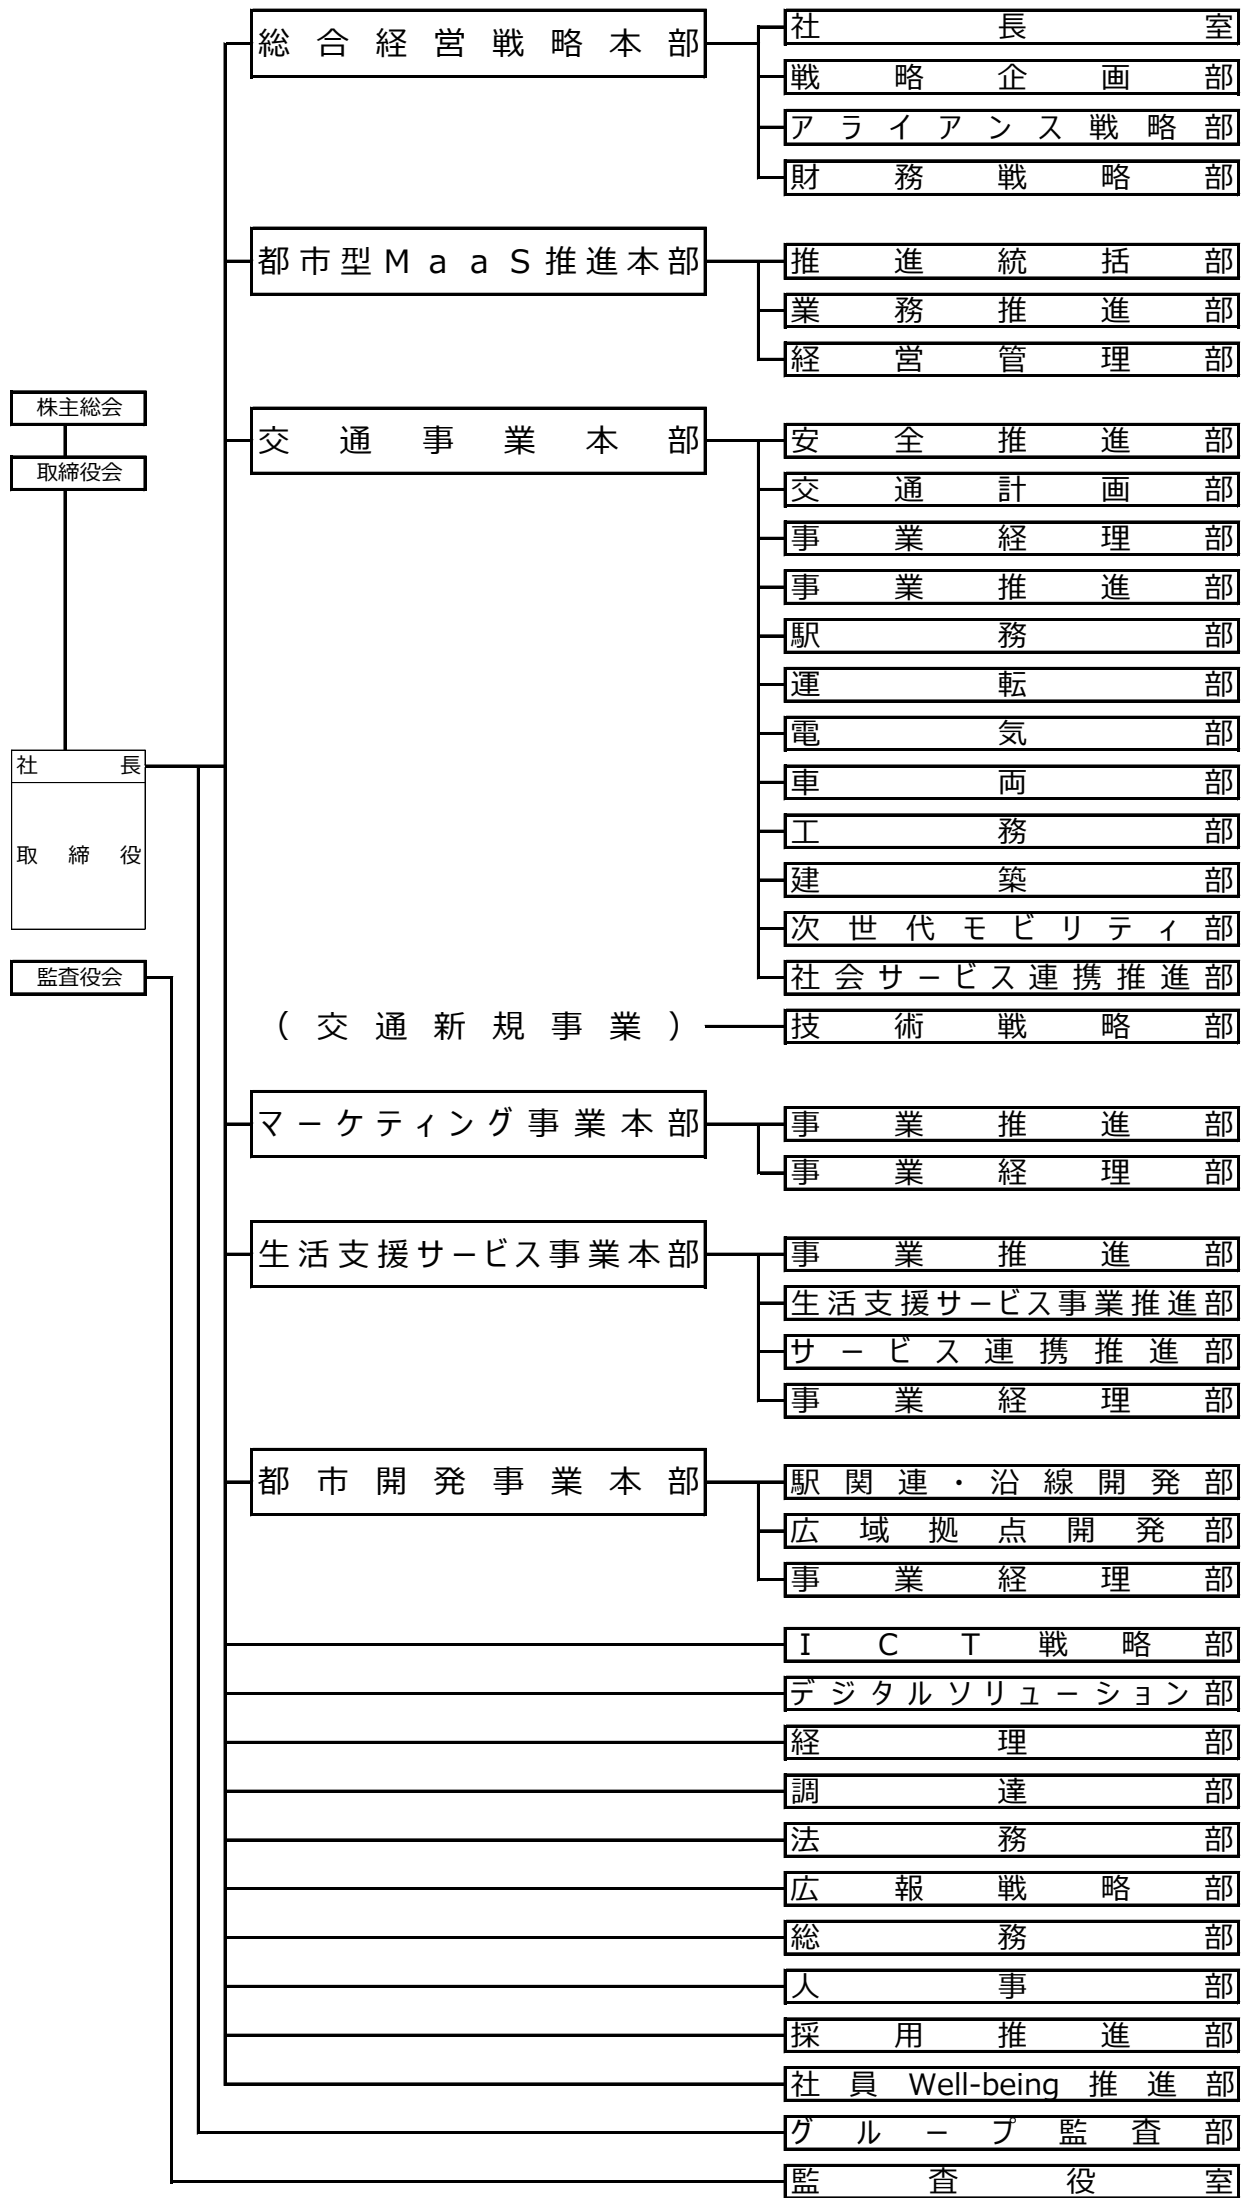 総合経営戦略本部
社長室
戦略企画部
アライアンス戦略部
財務戦略部
都市型MaaS推進本部
推進統括部
業務推進部
経営管理部
株主総会
取締役会
社長
取締役
監査役会
交通事業本部
安全推進部
交通計画部
事業経理部
事業推進部
駅務部
運転部
電気部
車両部
工務部
建築部
次世代モビリティ部
社会サービス連携推進部
(交通新規事業)
技術戦略部
マーケティング事業本部
事業推進部
事業経理部
生活支援サービス事業本部
事業推進部
生活支援サービス事業推進部
サービス連携推進部
事業経理部
都市開発事業本部
駅関連・沿線開発部
広域拠点開発部
事業経理部
ICT戦略部
デジタルソリューション部
経理部
調達部
法務部
広報戦略部
総務部
人事部
採用推進部
社員Well-being推進部
グループ監査部
監査役室